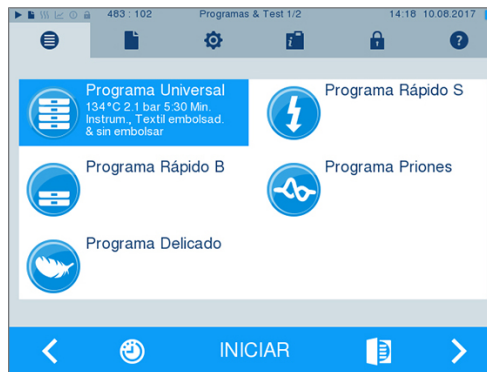 483 : 102 Programas & Test 1/2 14:18 10.08.2017
Programa Universal
134°C 2.1 bar 5:30 Min.
Instrum., Textil embolsad.
& sin embolsar
Programa Rápido S
Programa Rápido B
Programa Priones
Programa Delicado
INICIAR